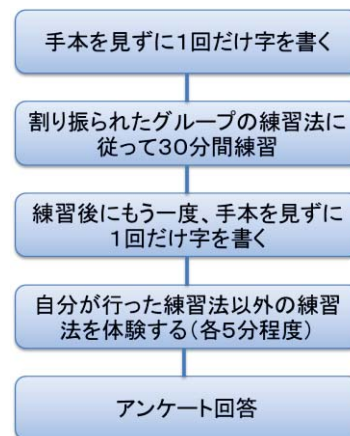 手本を見ずに1回だけ字を書く
割り振られたグループの練習法に
従って30分間練習
練習後にもう一度、手本を見ずに
1回だけ字を書く
自分が行った練習法以外の練習
法を体験する(各5分程度)
アンケート回答